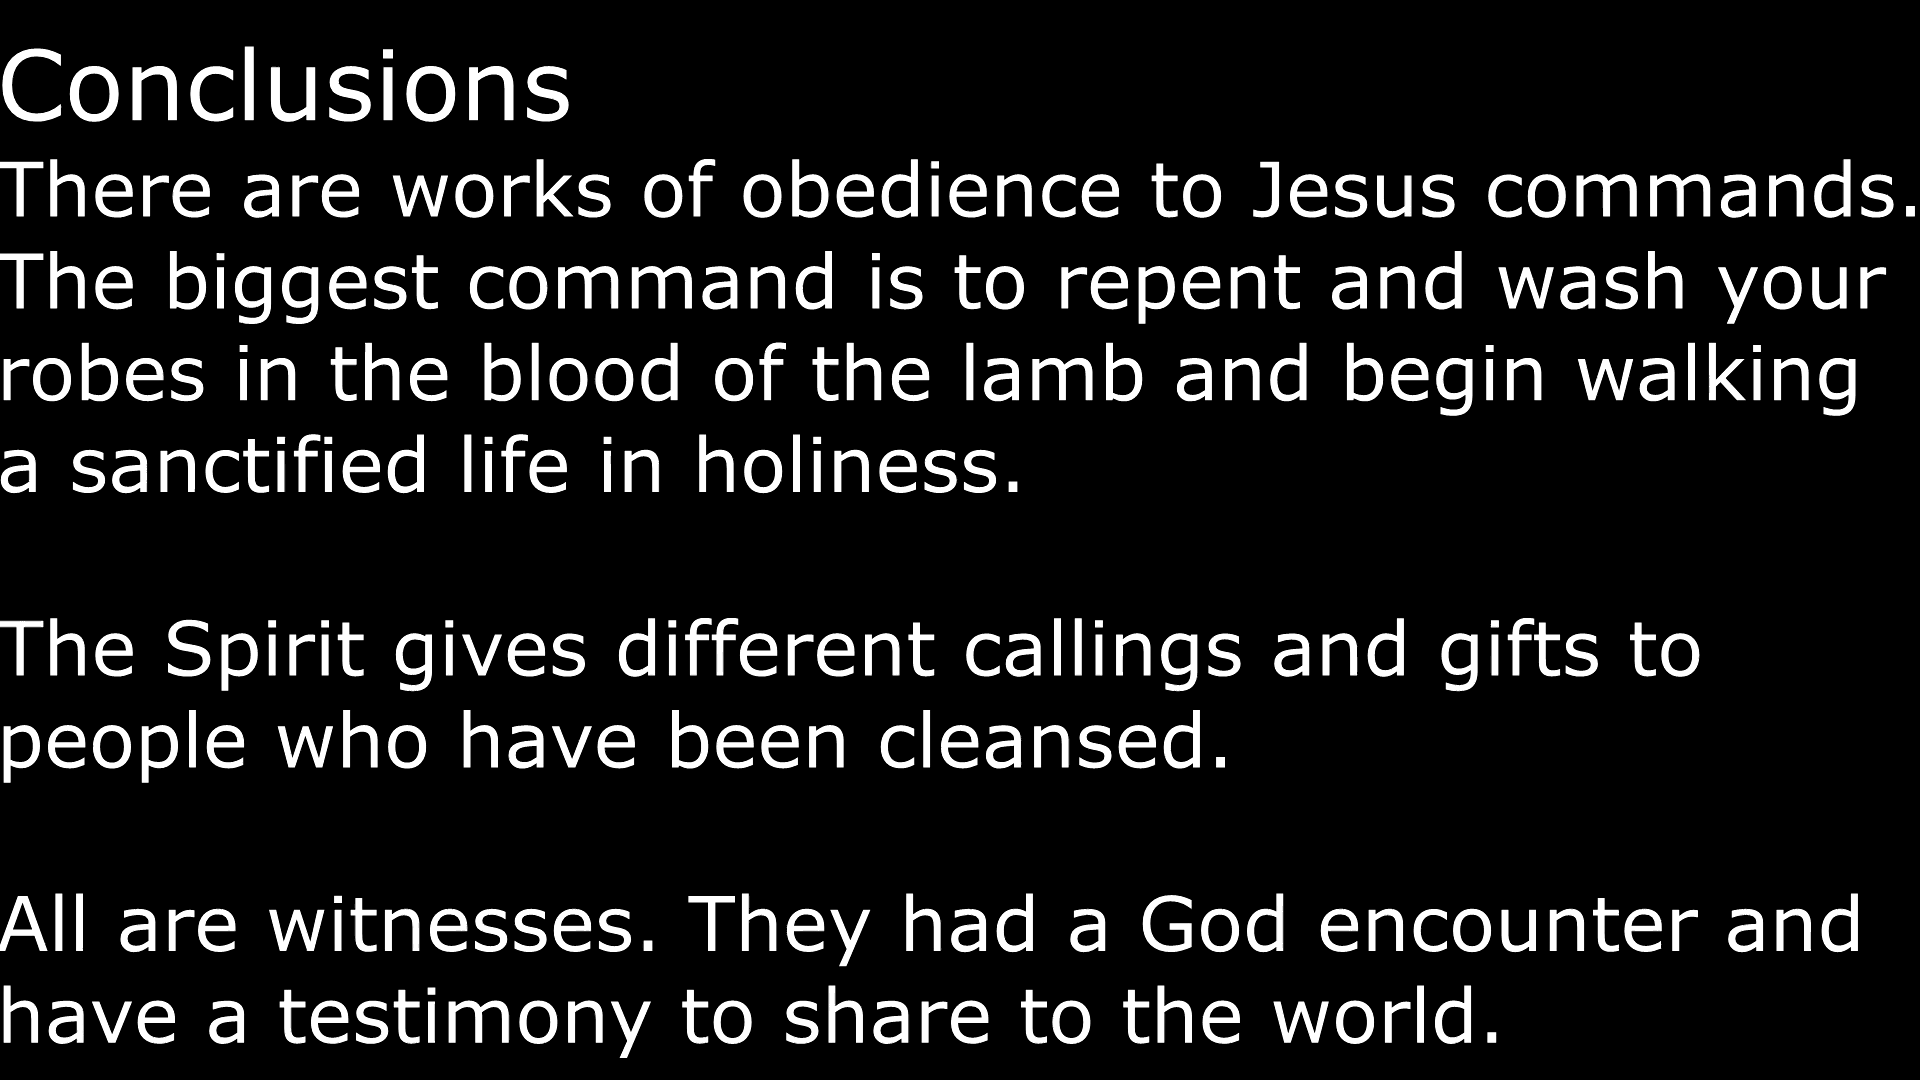 Conclusions
There are works of obedience to Jesus commands.
The biggest command is to repent and wash your
robes in the blood of the lamb and begin walking
a sanctified life in holiness.
The Spirit gives different callings and gifts to
people who have been cleansed.
All are witnesses. They had a God encounter and
have a testimony to share to the world.